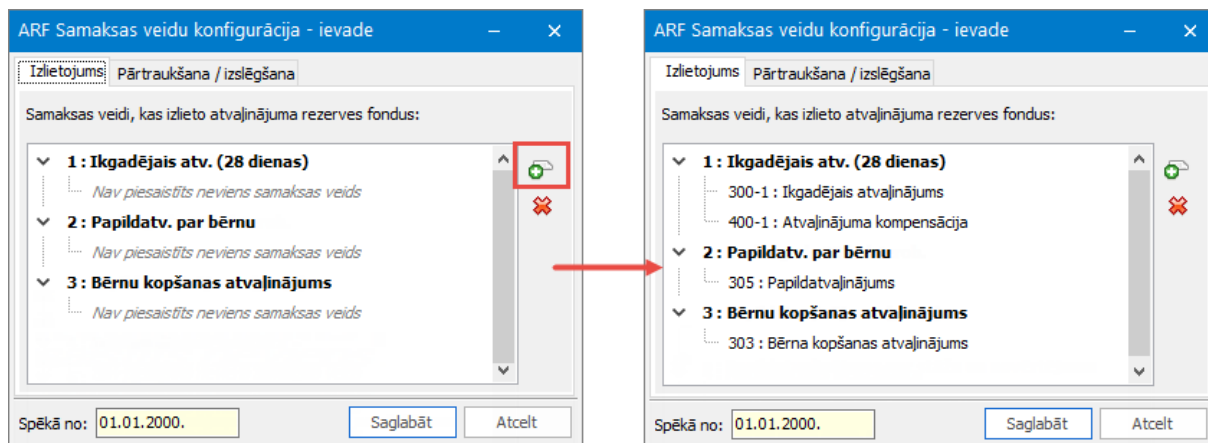 ARF Samaksas veidu konfigurācija - ievade
Izlietojums Pārtraukšana / izslēgšana
Samaksas veidi, kas izlieto atvaļinājuma rezerves fondus:
1 : Ikgadējais atv. (28 dienas)
Nav piesaistīts neviens samaksas veids
2 : Papildatv. par bērnu
Nav piesaistīts neviens samaksas veids
3 : Bērnu kopšanas atvaļinājums
Nav piesaistīts neviens samaksas veids
Spēkā no: 01.01.2000. Saglabāt Atcelt
ARF Samaksas veidu konfigurācija - ievade
Izlietojums Pārtraukšana / izslēgšana
Samaksas veidi, kas izlieto atvaļinājuma rezerves fondus:
1 : Ikgadējais atv. (28 dienas)
300-1 : Ikgadējais atvaļinājums
400-1 : Atvaļinājuma kompensācija
2 : Papildatv. par bērnu
305 : Papildatvaļinājums
3 : Bērnu kopšanas atvaļinājums
303 : Bērna kopšanas atvaļinājums
Spēkā no: 01.01.2000. Saglabāt Atcelt